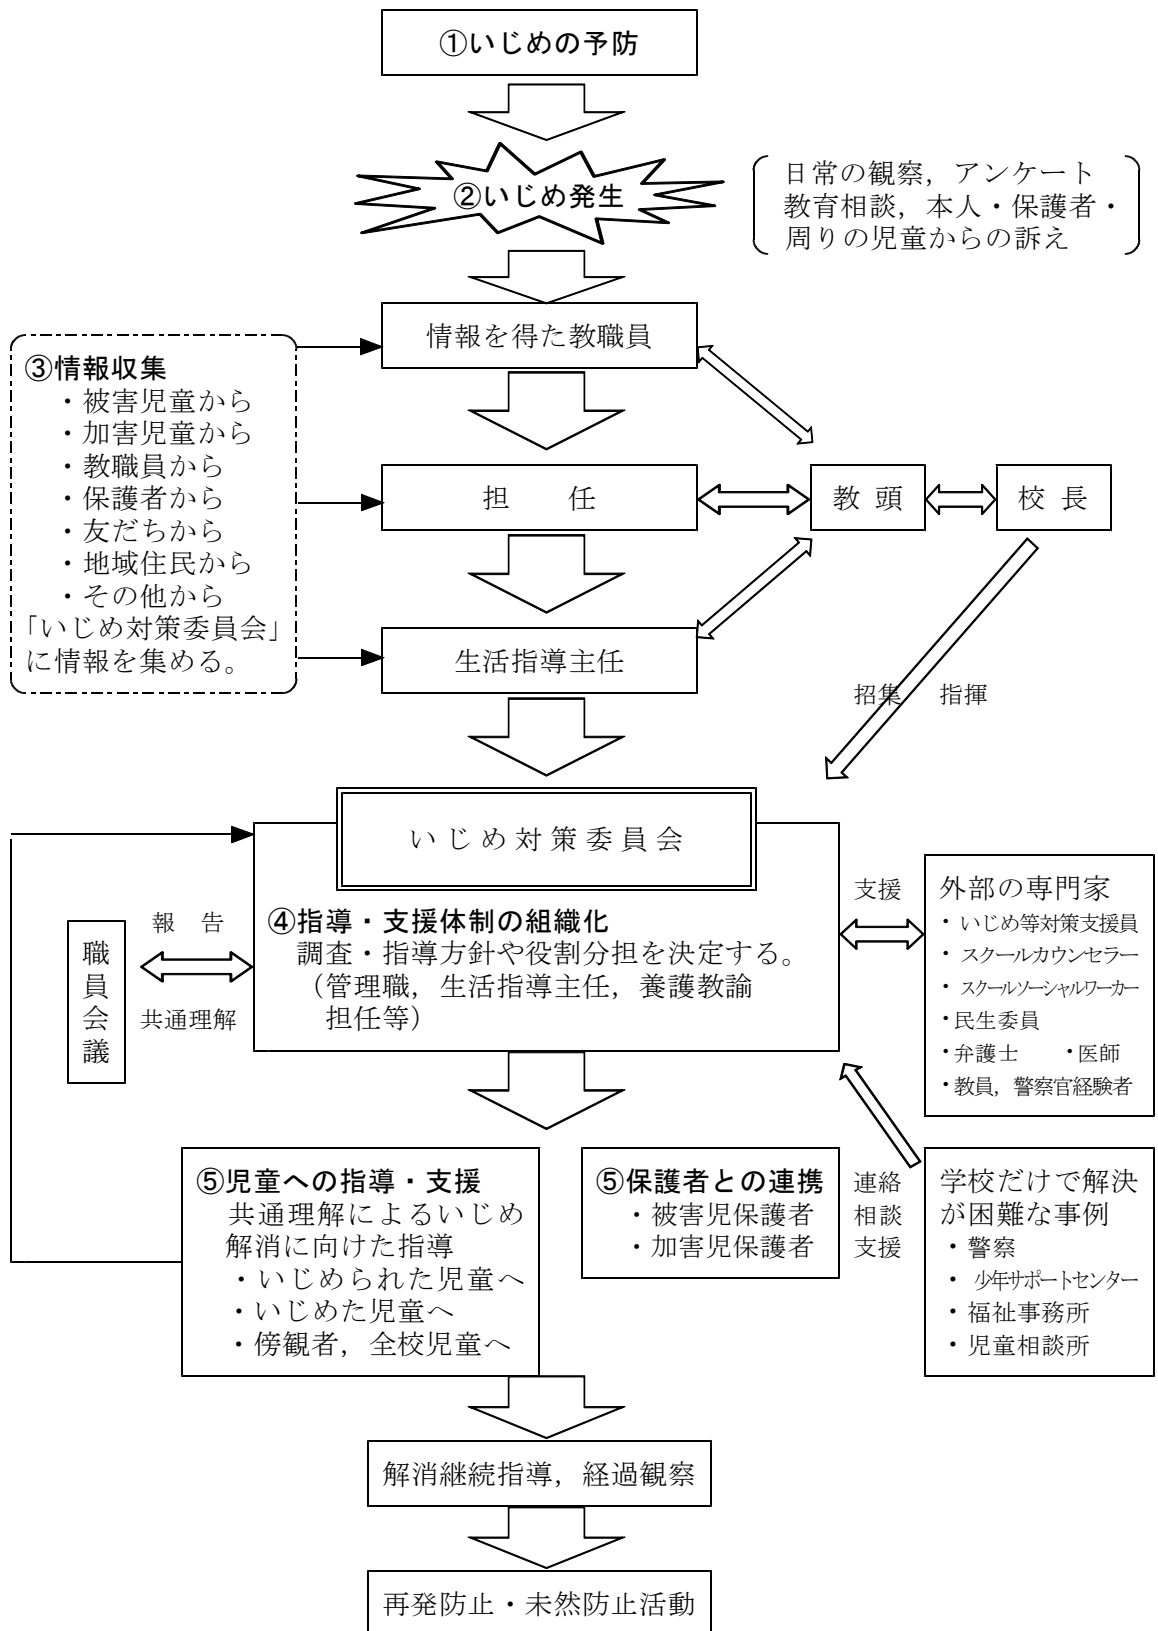 ①いじめの予防
②いじめ発生
日常の観察，アンケート
教育相談，本人・保護者・
周りの児童からの訴え
情報を得た教職員
③情報収集
・被害児童から
・加害児童から
・教職員から
・保護者から
・友だちから
・地域住民から
・その他から
「いじめ対策委員会」
に情報を集める。
担　任
教 頭
校 長
生活指導主任
招集　指揮
いじめ対策委員会
④指導・支援体制の組織化
調査・指導方針や役割分担を決定する。
（管理職，生活指導主任，養護教諭
担任等）
報　告
共通理解
職員会議
支援
外部の専門家
・いじめ等対策支援員
・スクールカウンセラー
・スクールソーシャルワーカー
・民生委員
・弁護士　・医師
・教員，警察官経験者
⑤児童への指導・支援
共通理解によるいじめ
解消に向けた指導
・いじめられた児童へ
・いじめた児童へ
・傍観者，全校児童へ
⑤保護者との連携
・被害児保護者
・加害児保護者
連絡
相談
支援
学校だけで解決
が困難な事例
・警察
・少年サポートセンター
・福祉事務所
・児童相談所
解消継続指導，経過観察
再発防止・未然防止活動